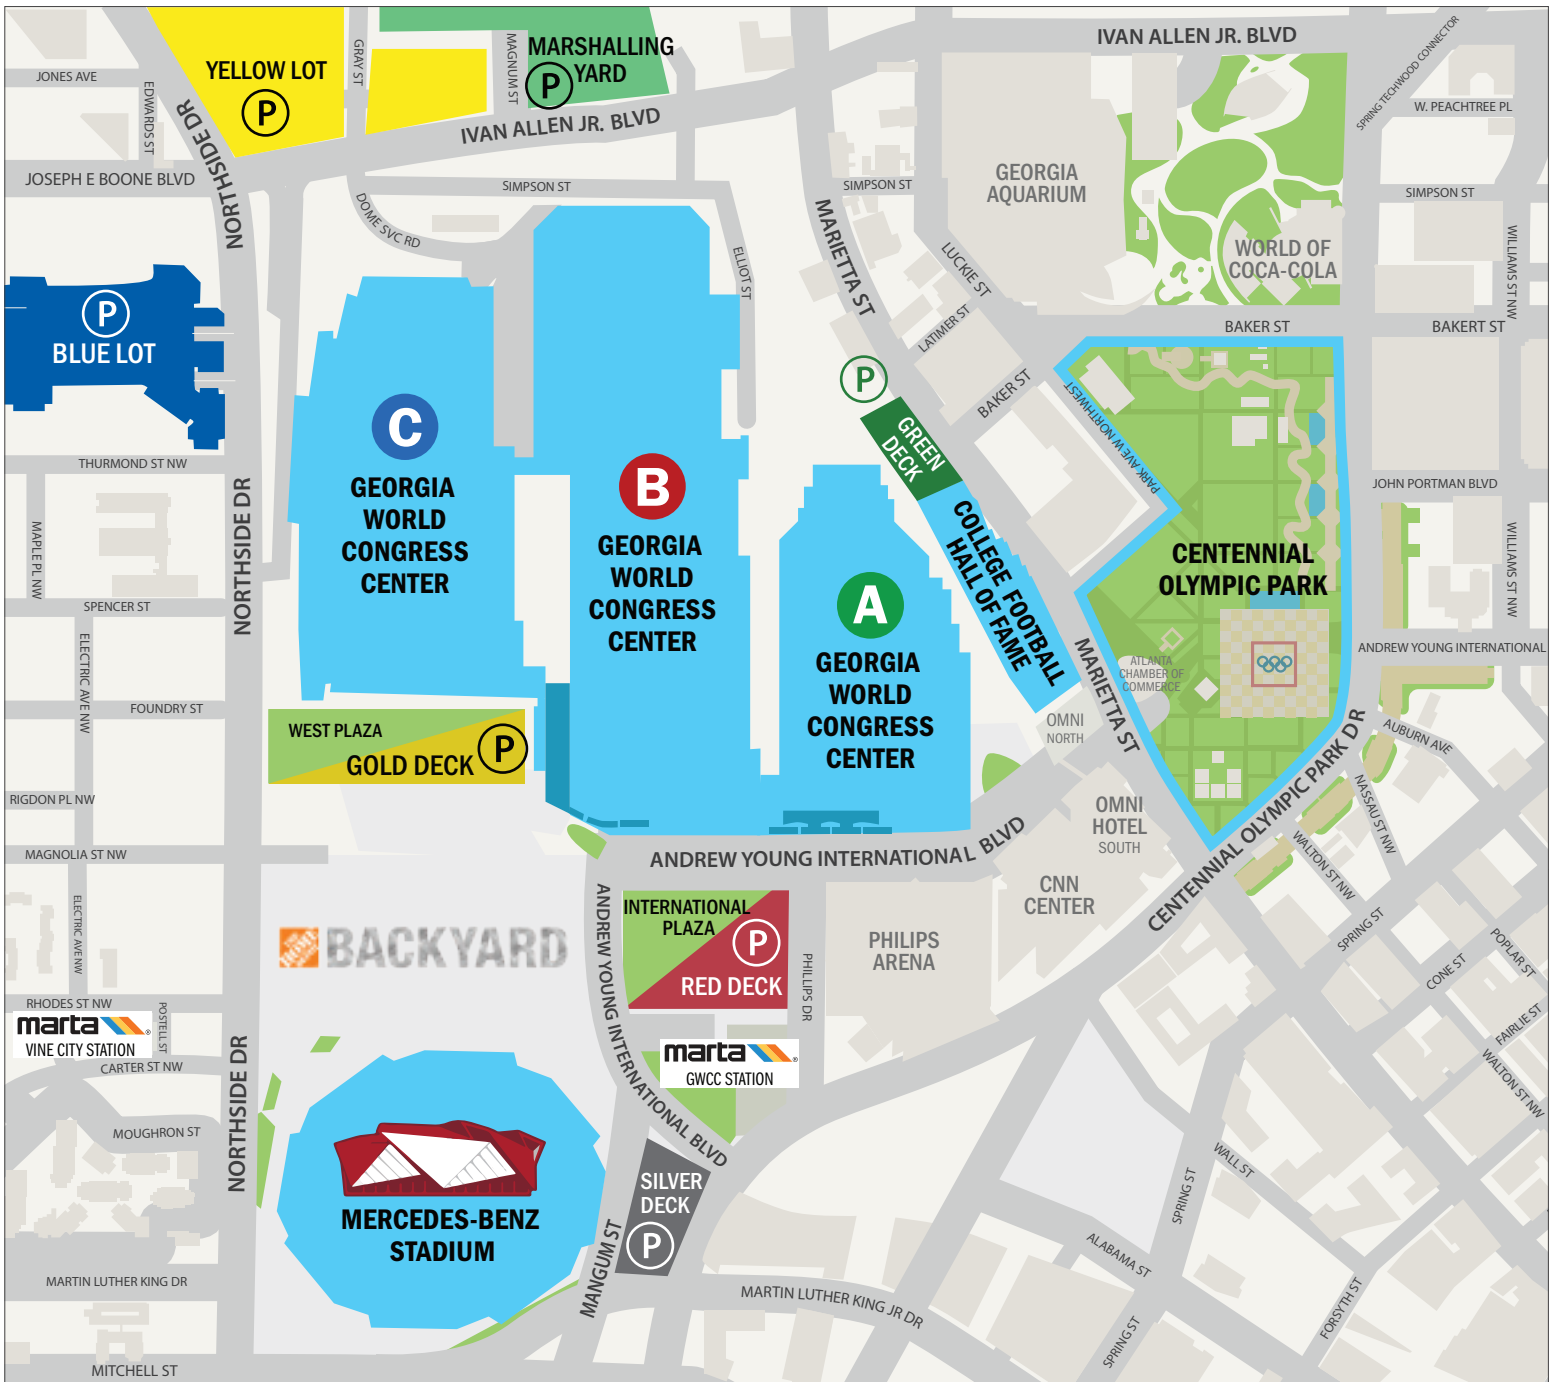 IVAN ALLEN JR. BLVD
SPRING TECHWOOD CONNECTOR
GRAY ST
MAGNUM ST
MARSHALLING
P YARD
YELLOW LOT
P
JONES AVE
EDWARDS ST
NORTHSIDE DR
IVAN ALLEN JR. BLVD
W. PEACHTREE PL
JOSEPH E BOONE BLVD
SIMPSON ST
SIMPSON ST
GEORGIA
AQUARIUM
SIMPSON ST
DOME SVC RD
ELLIOT ST
MARIETTA ST
LUCKIE ST
WORLD OF
COCA-COLA
WILLIAMS ST NW
P
BLUE LOT
LATIMER ST
BAKER ST
BAKERT ST
P
BAKER ST
PARK AVE W NORTHWEST
C
GEORGIA
WORLD
CONGRESS
CENTER
B
GEORGIA
WORLD
CONGRESS
CENTER
A
GEORGIA
WORLD
CONGRESS
CENTER
GREEN
DECK
COLLEGE FOOTBALL
HALL OF FAME
THURMOND ST NW
JOHN PORTMAN BLVD
MAPLE PL NW
NORTHSIDE DR
WILLIAMS ST NW
CENTENNIAL
OLYMPIC PARK
SPENCER ST
ELECTRIC AVE NW
MARIETTA ST
ATLANTA
CHAMBER OF
COMMERCE
ANDREW YOUNG INTERNATIONAL
FOUNDRY ST
WEST PLAZA
GOLD DECK P
OMNI
NORTH
AUBURN AVE
CENTENNIAL OLYMPIC PARK DR
NASSAU ST NW
RIGDON PL NW
OMNI
HOTEL
SOUTH
WALTON ST NW
MAGNOLIA ST NW
ANDREW YOUNG INTERNATIONAL BLVD
CNN
CENTER
ELECTRIC AVE NW
THE HOME DEPOT
BACKYARD
ANDREW YOUNG INTERNATIONAL BLVD
INTERNATIONAL
PLAZA
P
RED DECK
PHILLIPS DR
PHILIPS
ARENA
SPRING ST
CONE ST
POPLAR ST
FAIRLIE ST
WALTON ST NW
RHODES ST NW
POSTELL ST
marta
VINE CITY STATION
CARTER ST NW
NORTHSIDE DR
marta
GWCC STATION
MOUGHRON ST
WALL ST
SPRING ST
SILVER
DECK
P
MERCEDES-BENZ
STADIUM
MANGUM ST
ALABAMA ST
MARTIN LUTHER KING DR
MARTIN LUTHER KING JR DR
FORSYTH ST
SPRING ST
MITCHELL ST